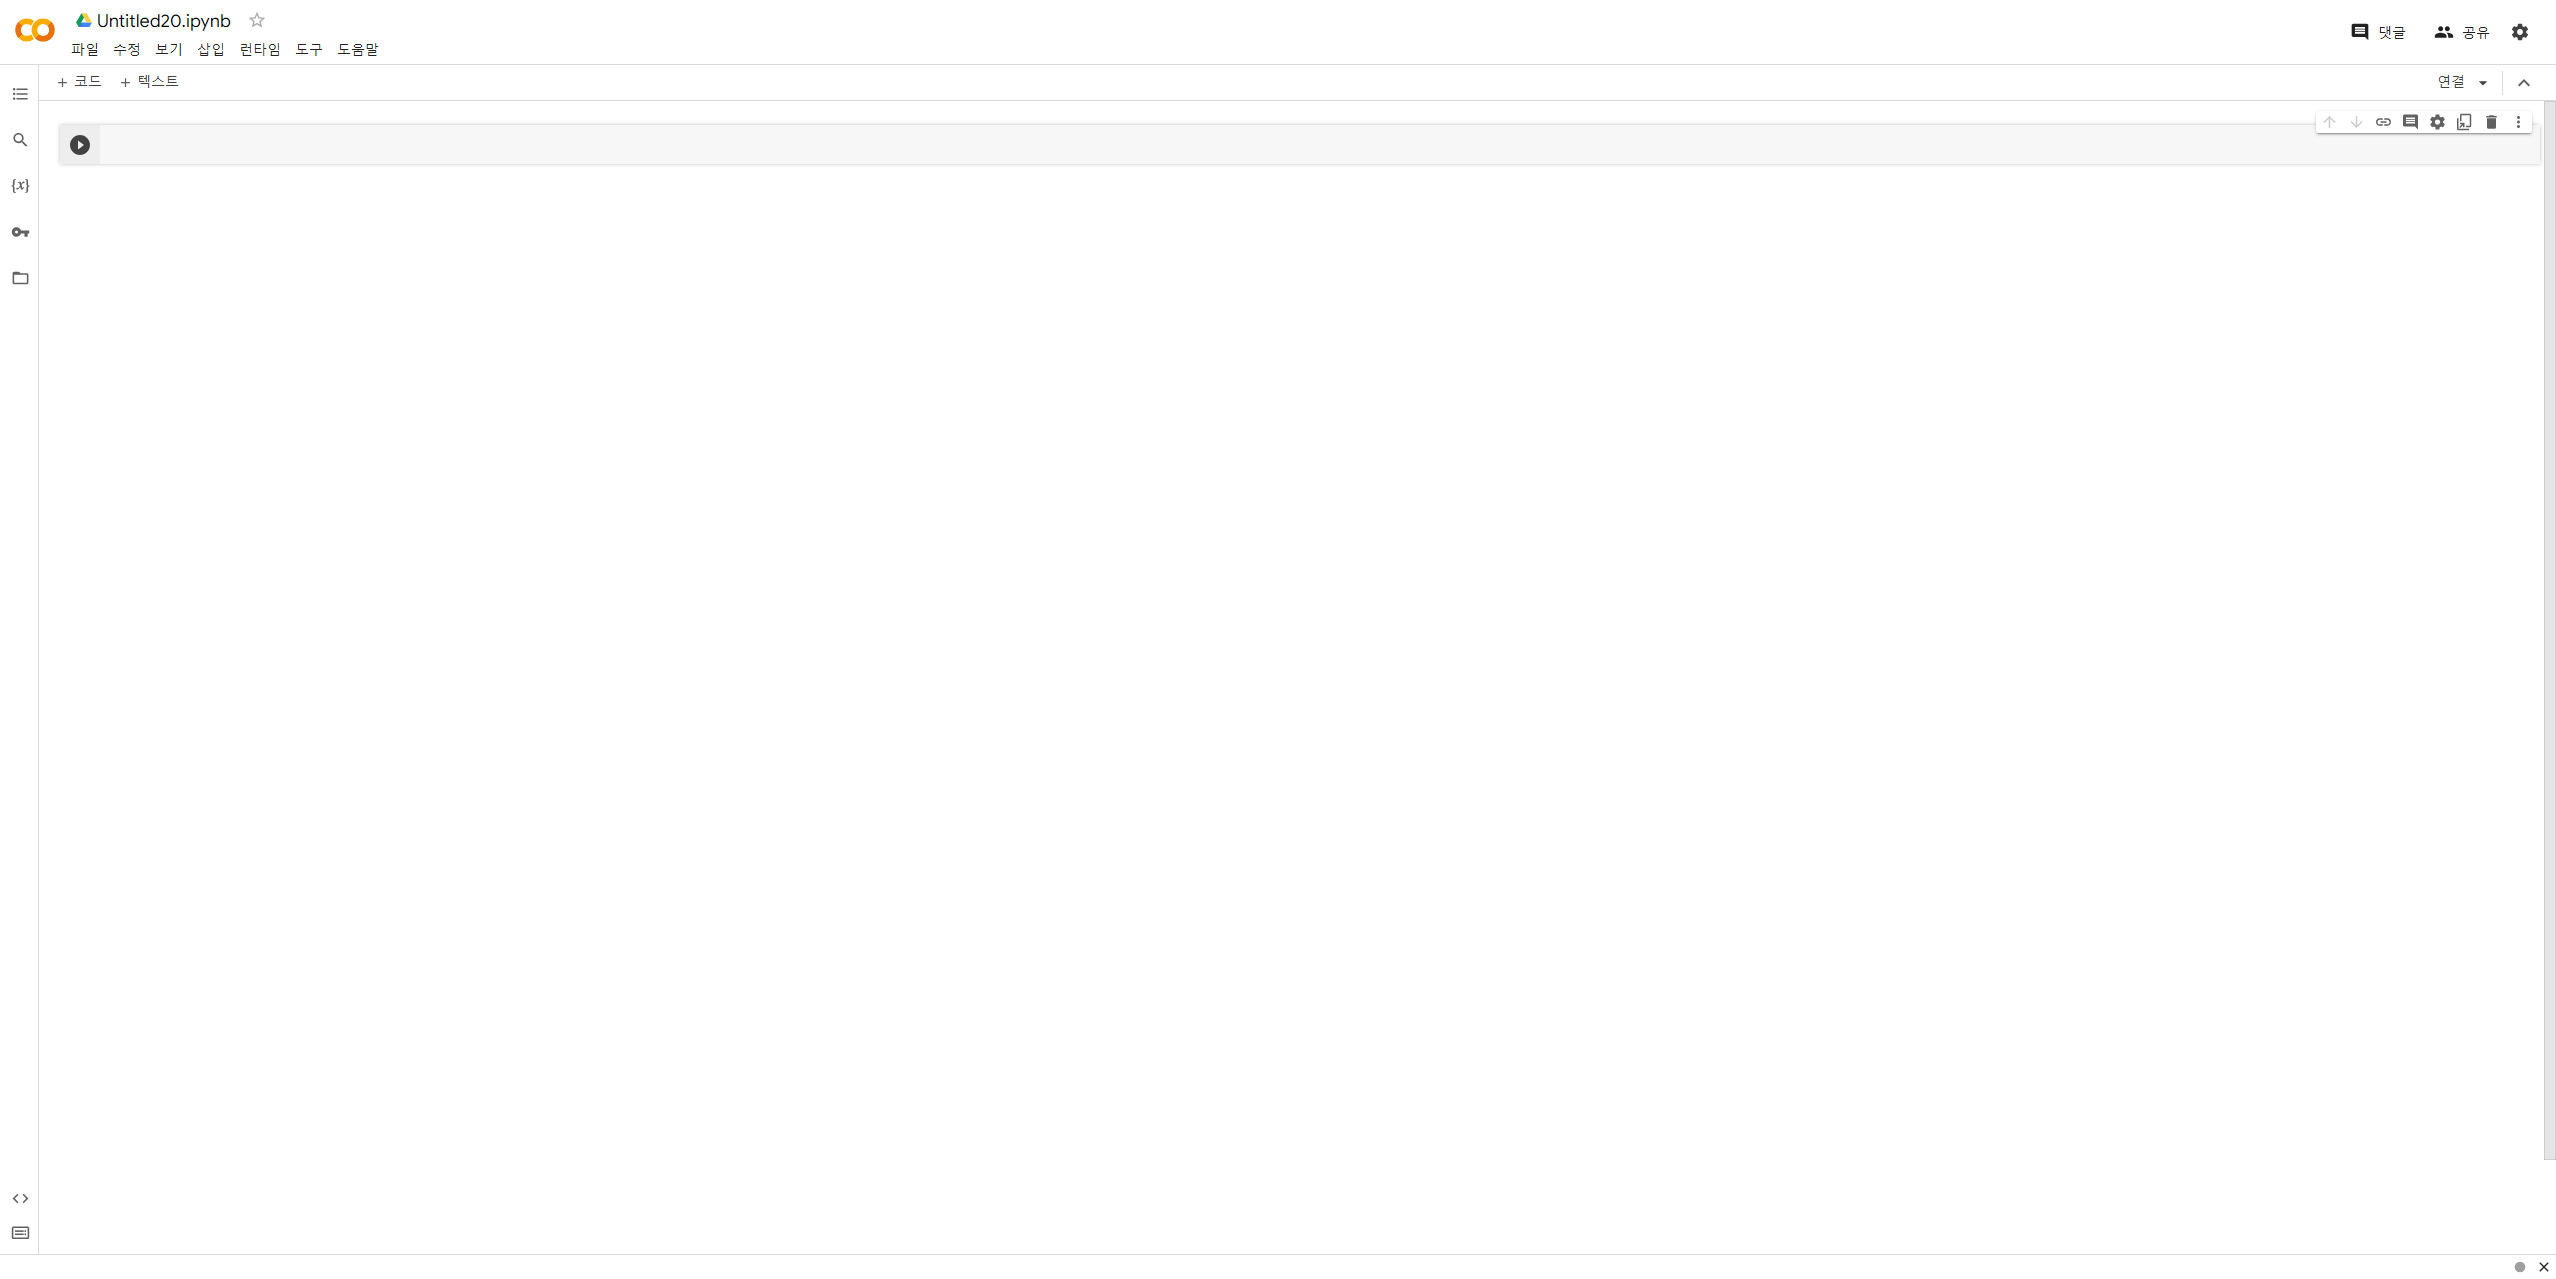 Untitled20.ipynb
파일 수정 보기 삽입 런타임 도구 도움말
댓글 공유
+ 코드 + 텍스트
연결
{x}